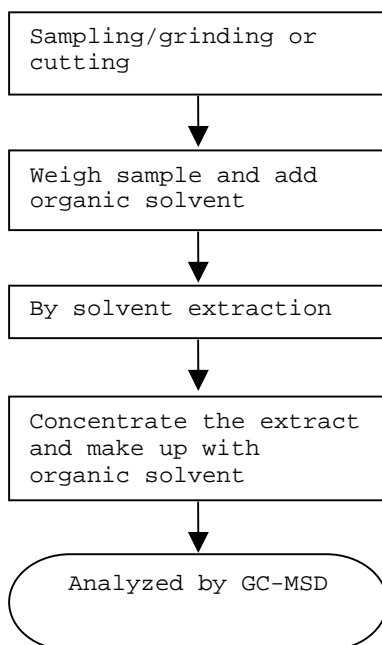 Sampling/grinding or
cutting
Weigh sample and add
organic solvent
By solvent extraction
Concentrate the extract
and make up with
organic solvent
Analyzed by GC-MSD